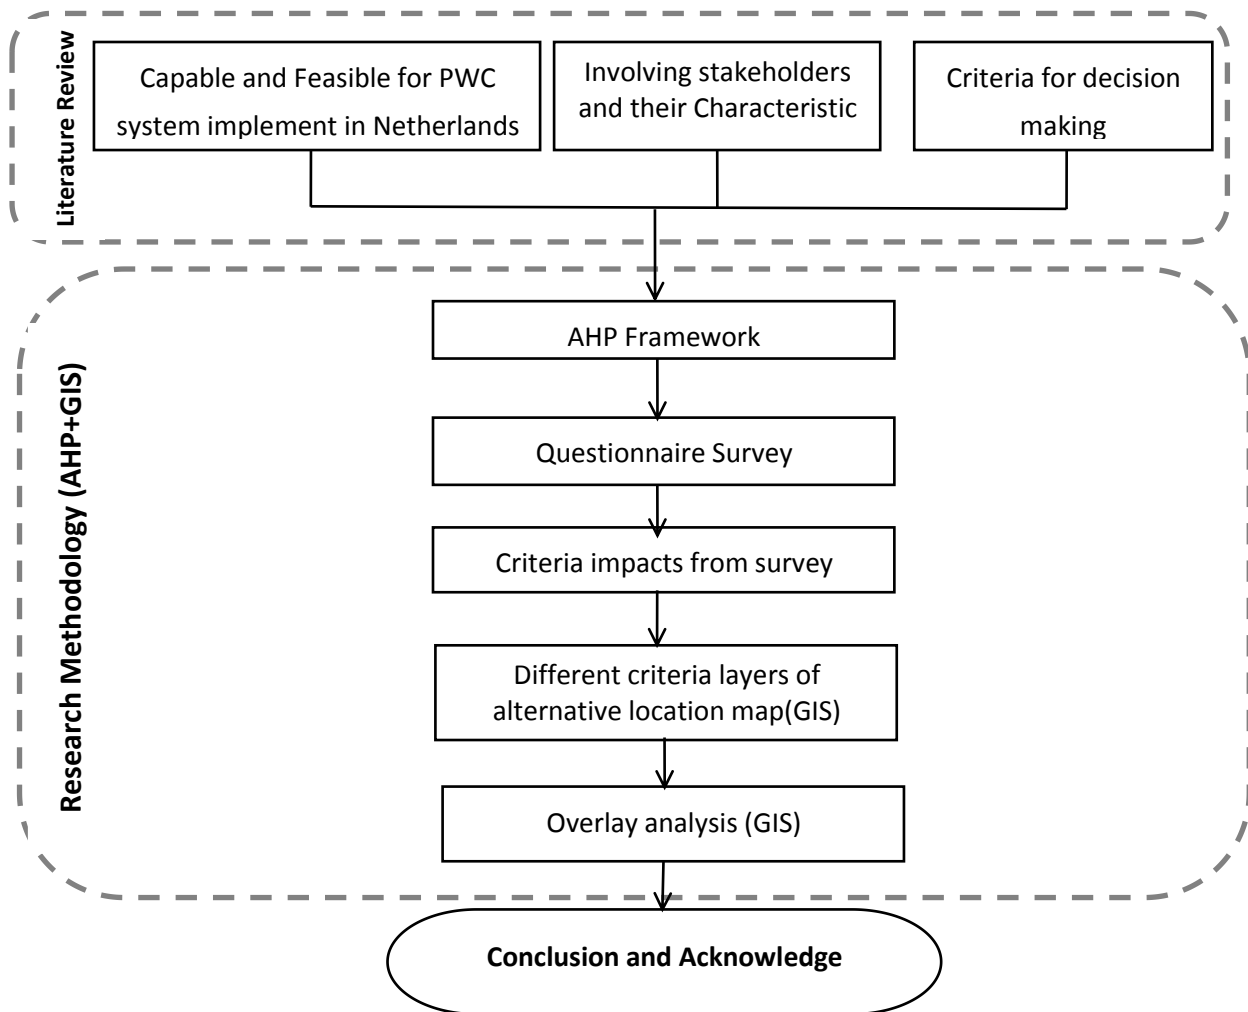 Literature Review
Capable and Feasible for PWC
system implement in Netherlands
Involving stakeholders
and their Characteristic
Criteria for decision
making
Research Methodology (AHP+GIS)
AHP Framework
Questionnaire Survey
Criteria impacts from survey
Different criteria layers of
alternative location map(GIS)
Overlay analysis (GIS)
Conclusion and Acknowledge